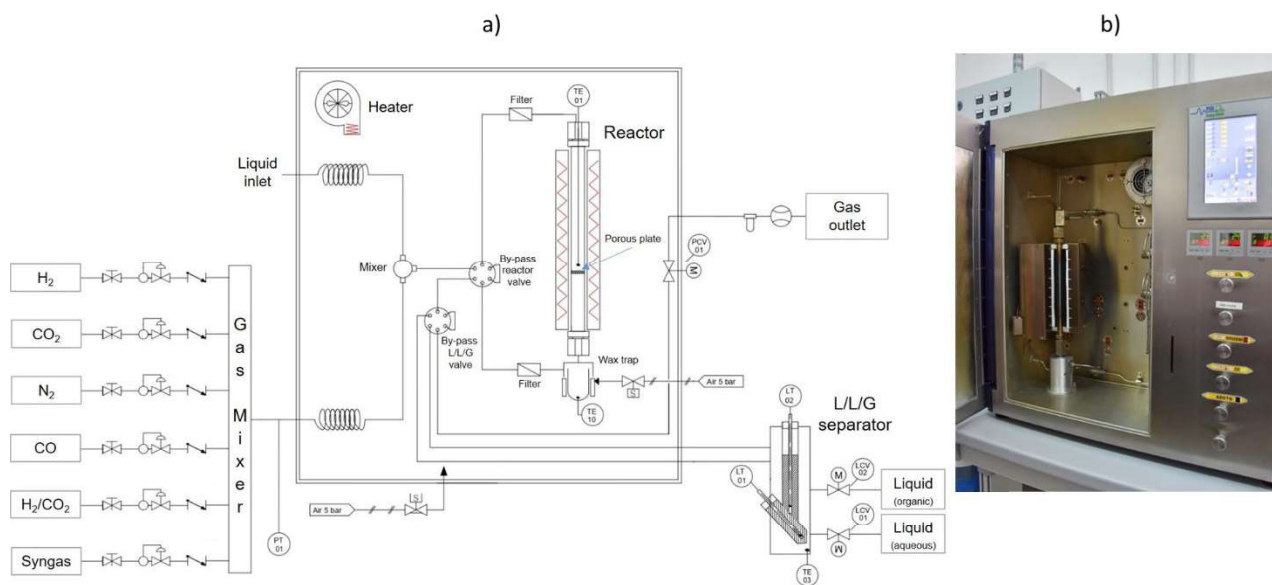 a)
b)
Heater
Filter
TE
01
Reactor
Liquid
inlet
Gas
outlet
Porous plate
PCV
01
M
Mixer
By-pass
reactor
valve
H2
CO2
N2
CO
H2/CO2
Syngas
Gas Mixer
By-pass
L/L/G
valve
Wax trap
Filter
Air 5 bar
S
TE
10
LT
02
L/L/G
separator
LT
01
M
LCV
02
Liquid
(organic)
LCV
01
M
Liquid
(aqueous)
Air 5 bar
S
PT
01
TE
03